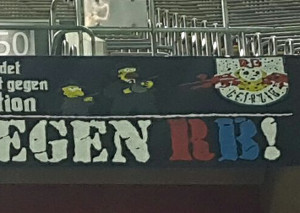 50
det
t gegen
tion
RB
LEIPZIG
EGEN RB!